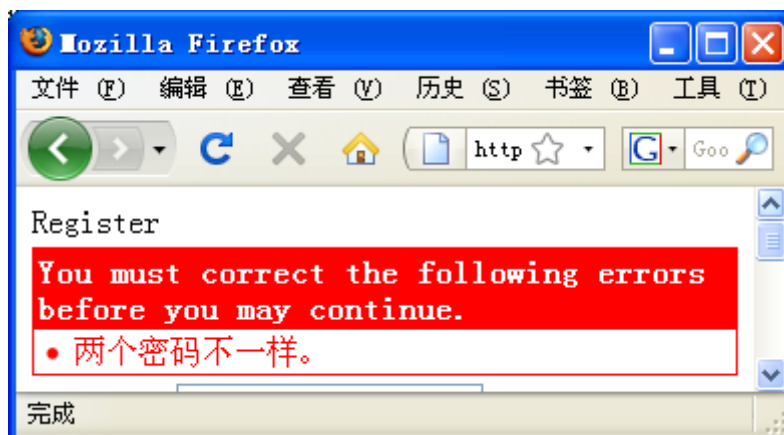 Mozilla Firefox
文件 (F) 编辑 (E) 查看 (V) 历史 (S) 书签 (B) 工具 (T)
http G Goo
Register
You must correct the following errors
before you may continue.
• 两个密码不一样。
完成